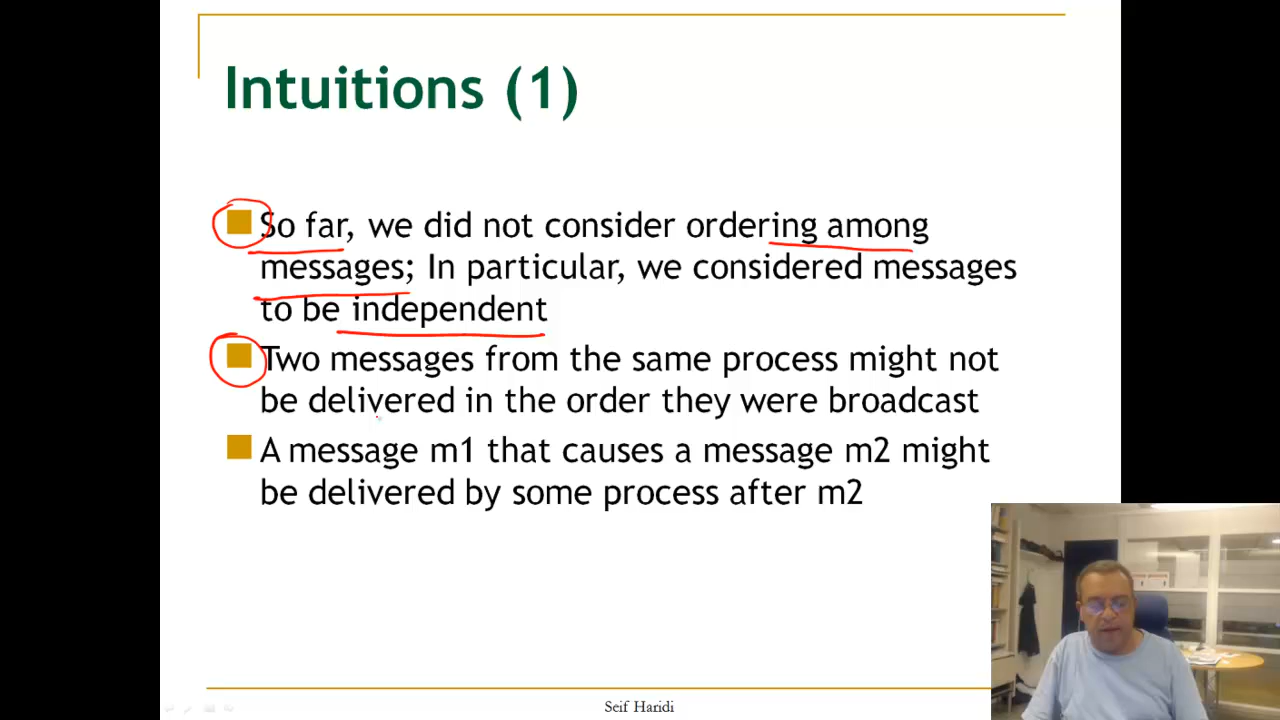 Intuitions (1)
So far, we did not consider ordering among
messages; In particular, we considered messages
to be independent
Two messages from the same process might not
be delivered in the order they were broadcast
A message m1 that causes a message m2 might
be delivered by some process after m2
Seif Haridi